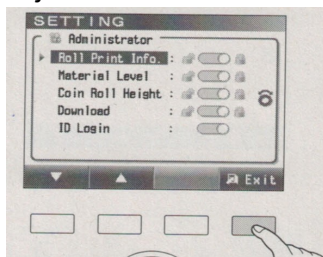 SETTING
Administrator
Roll Print Info. :
Material Level :
Coin Roll Height :
Download :
ID Login :
Exit